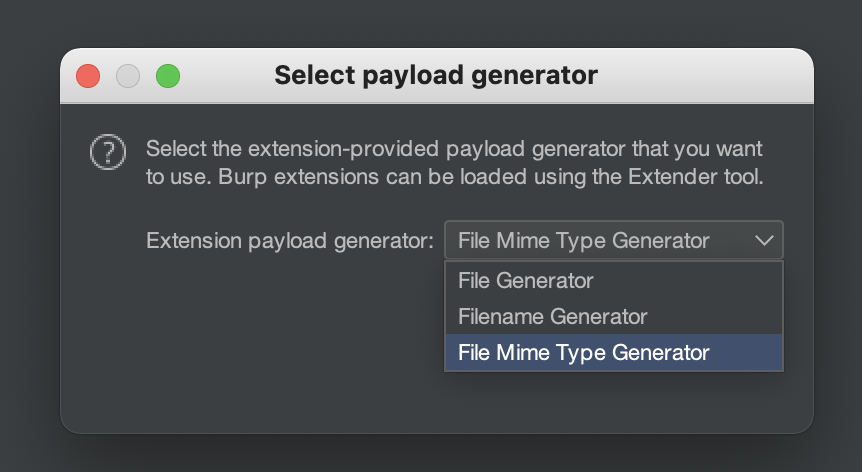 Select payload generator
Select the extension-provided payload generator that you want
to use. Burp extensions can be loaded using the Extender tool.
Extension payload generator: File Mime Type Generator
File Generator
Filename Generator
File Mime Type Generator